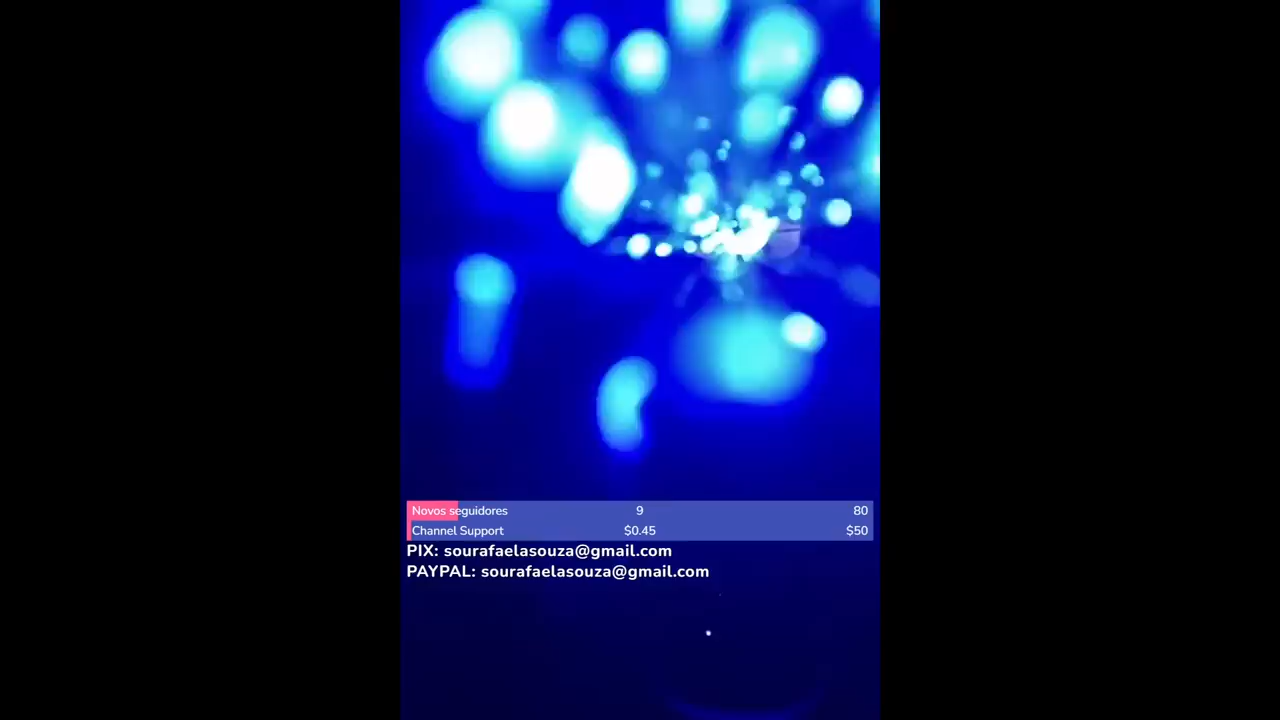 Novos seguidores 9 80
Channel Support $0.45 $50
PIX: sourafaelasouza@gmail.com
PAYPAL: sourafaelasouza@gmail.com